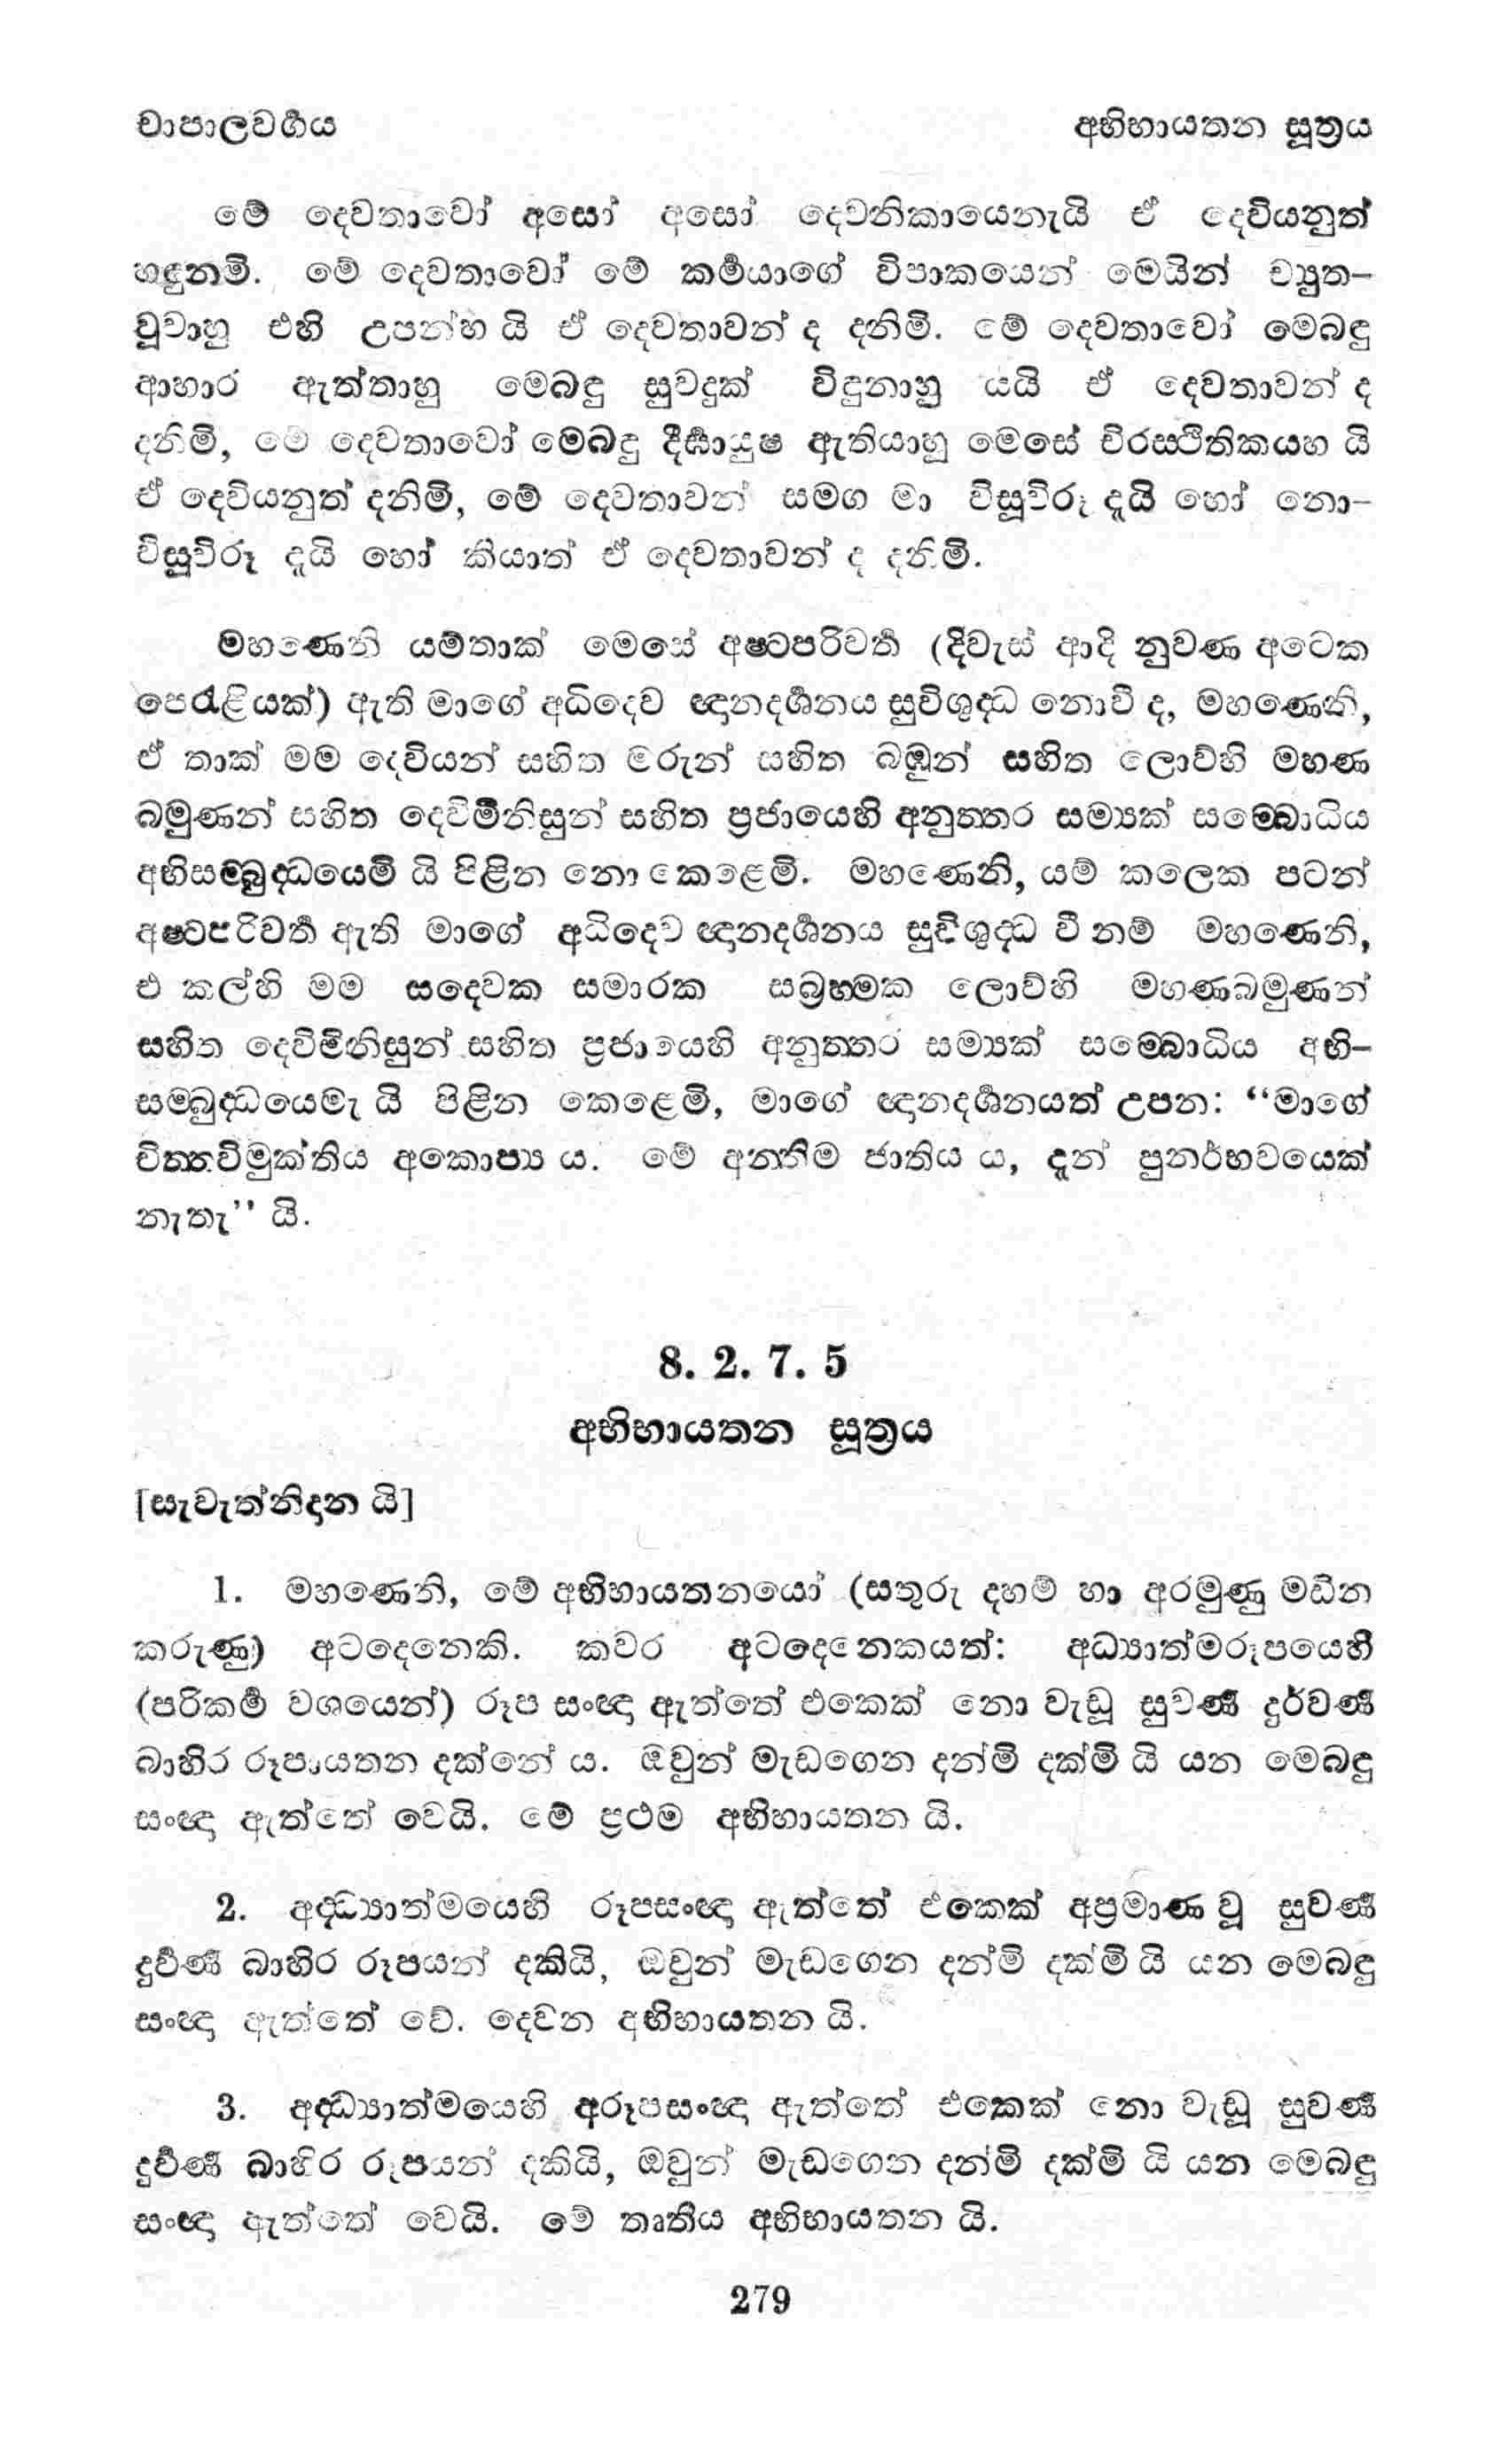 චාපාලවර්‍ගය අභිභායතන සූත්‍රය
මේ දෙවතාවෝ අසෝ අසෝ දෙවනිකායෙනැයි ඒ දෙවියනුත්
හඳුනමි. මේ දෙවතාවෝ මේ කර්‍මයාගේ විපාකයෙන් මෙයින් ච්‍යුත–
වූවාහු එහි උපන්හ යි ඒ දෙවතාවන් ද දනිමි. මේ දෙවතාවෝ මෙබඳු
ආහාර ඇත්තාහු මෙබඳු සුවදුක් විඳුනාහු යයි ඒ දෙවතාවන් ද
දනිමි, මේ දෙවතාවෝ මෙබඳු දීර්‍ඝායුෂ ඇතියාහු මෙසේ චිරස්ථිතිකයහ යි
ඒ දෙවියනුත් දනිමි, මේ දෙවතාවන් සමග මා විසූවිරූ දැයි හෝ නො–
විසූවිරූ දැයි හෝ කියාත් ඒ දෙවතාවන් ද දනිමි.
මහණෙනි යම්තාක් මෙසේ අෂ්ටපරිවර්‍ත (දිවැස් ආදි නුවණ අටෙක
පෙරැළියක්) ඇති මාගේ අධිදෙව ඥානදර්‍ශනය සුවිශුද්ධ නොවී ද, මහණෙනි,
ඒ තාක් මම දෙවියන් සහිත මරුන් සහිත බඹුන් සහිත ලොව්හි මහණ
බමුණන් සහිත දෙවිමිනිසුන් සහිත ප්‍රජායෙහි අනුත්තර සම්‍යක් සම්බොධිය
අභිසම්බුද්ධයෙමි යි පිළින නො කෙළෙමි. මහණෙනි, යම් කලෙක පටන්
අෂ්ටපරිවර්‍ත ඇති මාගේ අධිදෙව ඥානදර්‍ශනය සුවිශුද්ධ වී නම් මහණෙනි,
එ කල්හි මම සදෙවක සමාරක සබ්‍රහ්මක ලොව්හි මහණබමුණන්
සහිත දෙවිමිනිසුන් සහිත ප්‍රජායෙහි අනුත්තර සම්‍යක් සම්බොධිය අභි–
සම්බුද්ධයෙමැ යි පිළින කෙළෙමි, මාගේ ඥානදර්‍ශනයත් උපන: “මාගේ
චිත්තවිමුක්තිය අකොප්‍ය ය. මේ අන්තිම ජාතිය ය, දැන් පුනර්භවයෙක්
නැතැ” යි.
8. 2. 7. 5
අභිභායතන සූත්‍රය
[සැවැත්නිදාන යි]
1. මහණෙනි, මේ අභිභායතනයෝ (සතුරු දහම් හා අරමුණු මඩින
කරුණු) අටදෙනෙකි. කවර අටදෙනෙකයත්: අධ්‍යාත්මරූපයෙහි
(පරිකර්‍ම වශයෙන්) රූප සංඥා ඇත්තේ එකෙක් නො වැඩූ සුවර්‍ණ දුර්වර්‍ණ
බාහිර රූපායතන දක්නේ ය. ඔවුන් මැඩගෙන දන්මි දක්මි යි යන මෙබඳු
සංඥා ඇත්තේ වෙයි. මේ ප්‍රථම අභිභායතන යි.
2. අද්ධ්‍යාත්මයෙහි රූපසංඥා ඇත්තේ එකෙක් අප්‍රමාණ වූ සුවර්‍ණ
දුර්‍වර්‍ණ බාහිර රූපයන් දකියි, ඔවුන් මැඩගෙන දන්මි දක්මි යි යන මෙබඳු
සංඥා ඇත්තේ වේ. දෙවන අභිභායතන යි.
3. අද්ධ්‍යාත්මයෙහි අරූපසංඥා ඇත්තේ එකෙක් නො වැඩූ සුවර්‍ණ
දුර්‍වර්‍ණ බාහිර රූපයන් දකියි, ඔවුන් මැඩගෙන දන්මි දක්මි යි යන මෙබඳු
සංඥා ඇත්තේ වෙයි. මේ තෘතීය අභිභායතන යි.
279